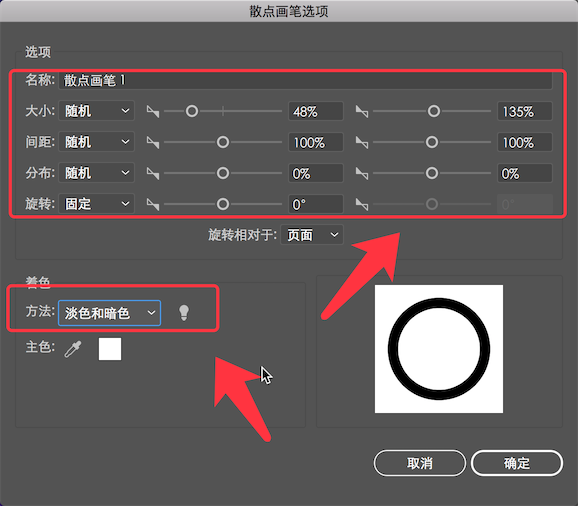 散点画笔选项
选项
名称: 散点画笔 1
大小: 随机 48% 135%
间距: 随机 100% 100%
分布: 随机 0% 0%
旋转: 固定 0° 0°
旋转相对于: 页面
着色
方法: 淡色和暗色
主色:
取消 确定